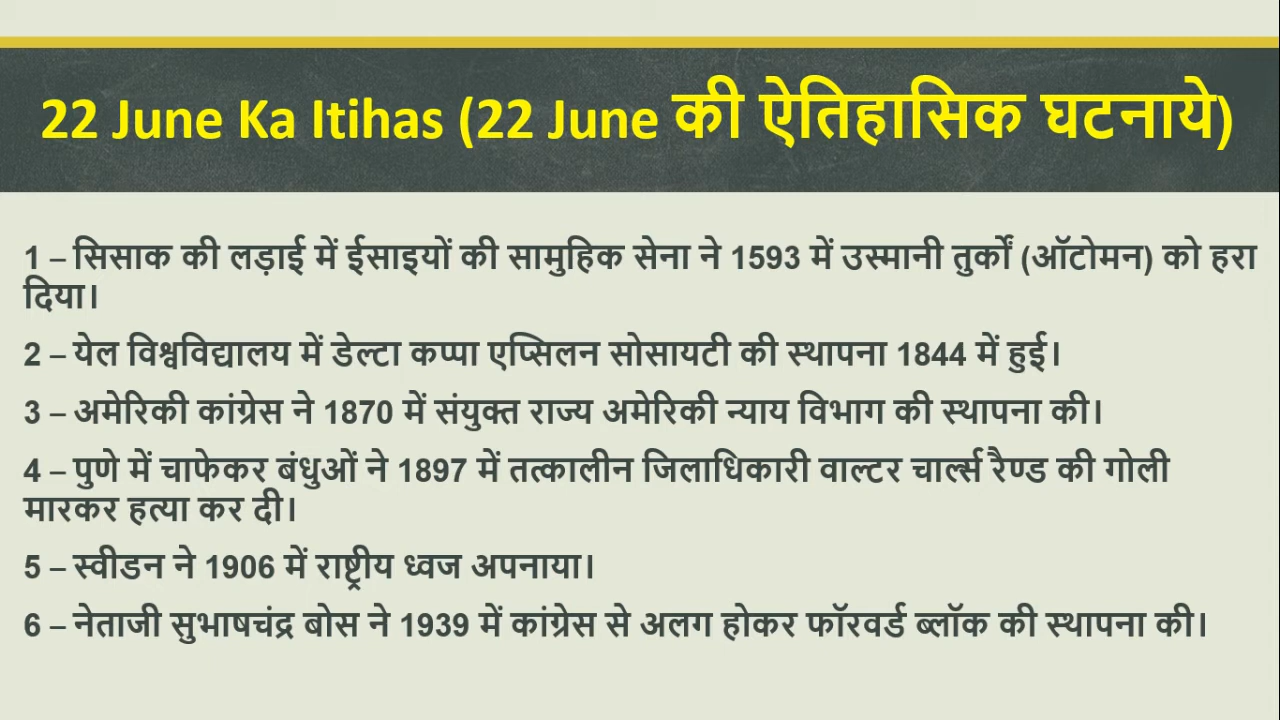 22 June Ka Itihas (22 June की ऐतिहासिक घटनाये)
1 – सिसाक की लड़ाई में ईसाइयों की सामुहिक सेना ने 1593 में उस्मानी तुर्कों (ऑटोमन) को हरा
दिया।
2 – येल विश्वविद्यालय में डेल्टा कप्पा एप्सिलन सोसायटी की स्थापना 1844 में हुई।
3 – अमेरिकी कांग्रेस ने 1870 में संयुक्त राज्य अमेरिकी न्याय विभाग की स्थापना की।
4 – पुणे में चाफेकर बंधुओं ने 1897 में तत्कालीन जिलाधिकारी वाल्टर चार्ल्स रैण्ड की गोली
मारकर हत्या कर दी।
5 – स्वीडन ने 1906 में राष्ट्रीय ध्वज अपनाया।
6 – नेताजी सुभाषचंद्र बोस ने 1939 में कांग्रेस से अलग होकर फॉरवर्ड ब्लॉक की स्थापना की।